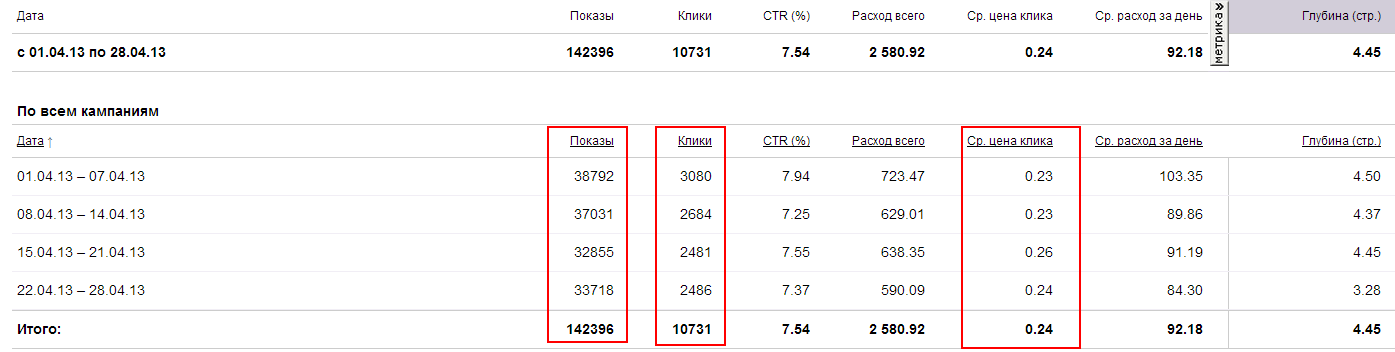 Дата Показы Клики CTR (%) Расход всего Ср. цена клика Ср. расход за день метрика» Глубина (стр.)
с 01.04.13 по 28.04.13 142396 10731 7.54 2 580.92 0.24 92.18 4.45
По всем кампаниям
Дата ↑ Показы Клики CTR (%) Расход всего Ср. цена клика Ср. расход за день Глубина (стр.)
01.04.13 – 07.04.13 38792 3080 7.94 723.47 0.23 103.35 4.50
08.04.13 – 14.04.13 37031 2684 7.25 629.01 0.23 89.86 4.37
15.04.13 – 21.04.13 32855 2481 7.55 638.35 0.26 91.19 4.45
22.04.13 – 28.04.13 33718 2486 7.37 590.09 0.24 84.30 3.28
Итого: 142396 10731 7.54 2 580.92 0.24 92.18 4.45